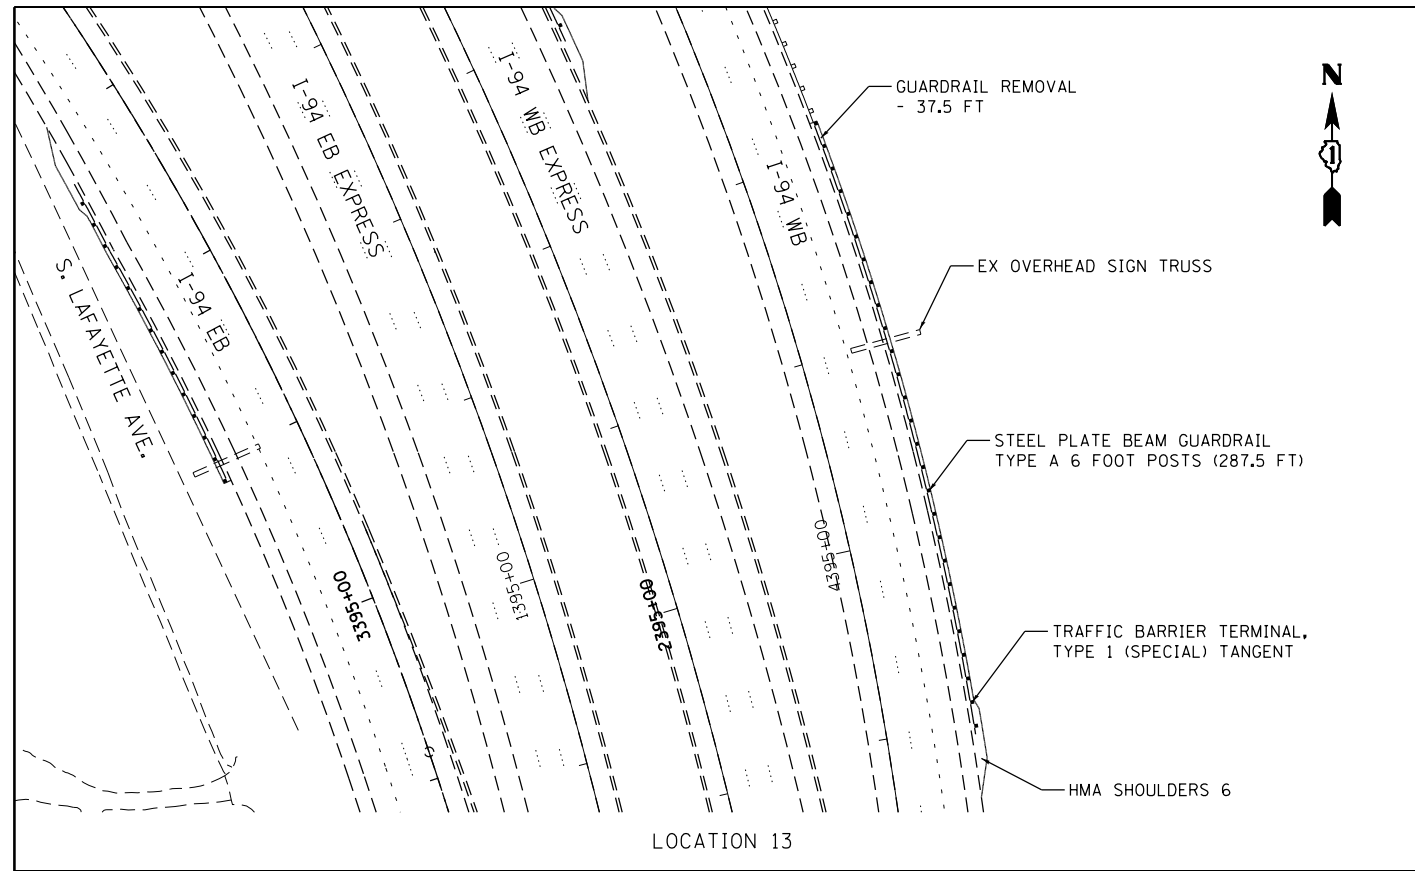 N
1
GUARDRAIL REMOVAL
- 37.5 FT
I-94 EB EXPRESS
I-94 WB EXPRESS
I-94 WB
EX OVERHEAD SIGN TRUSS
S. LAFAYETTE AVE.
I-94 EB
STEEL PLATE BEAM GUARDRAIL
TYPE A 6 FOOT POSTS (287.5 FT)
3395+00
1395+00
2395+00
4395+00
TRAFFIC BARRIER TERMINAL,
TYPE 1 (SPECIAL) TANGENT
HMA SHOULDERS 6
LOCATION 13